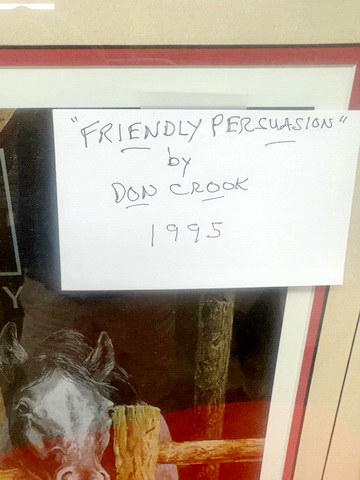 "FRIENDLY PERSUASION"
by
DON CROOK
1995
Y